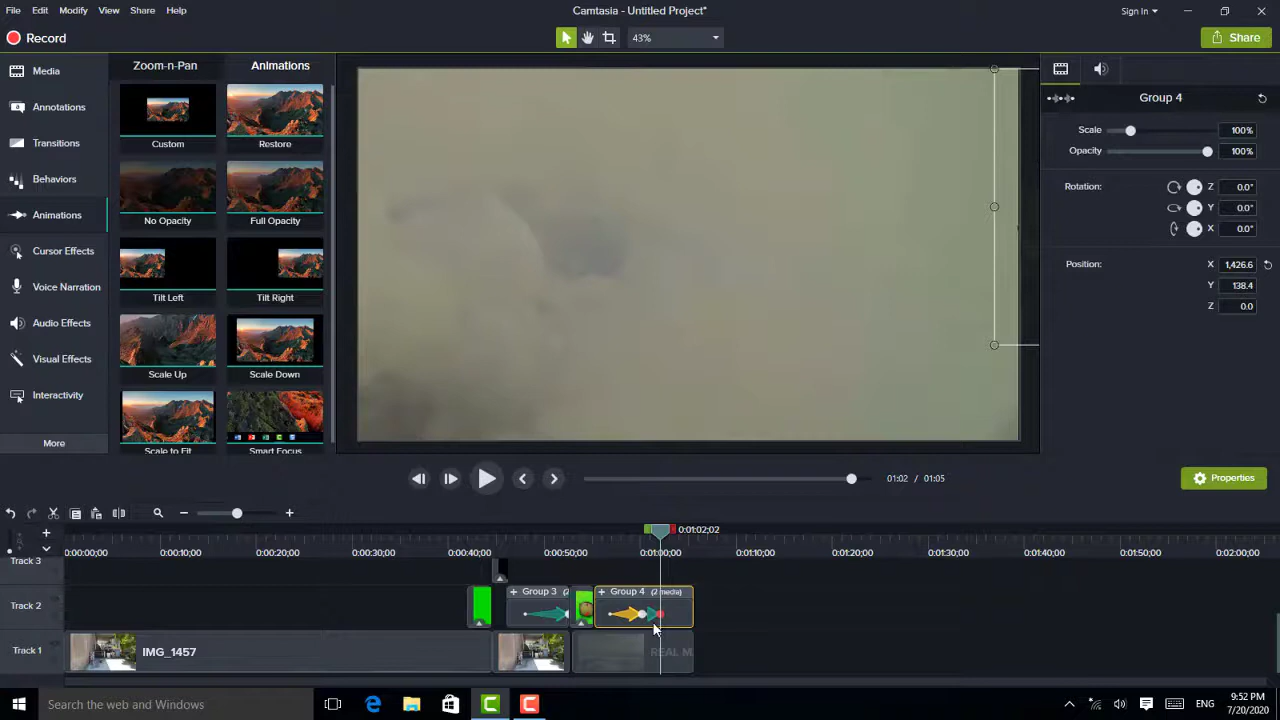 File Edit Modify View Share Help
Camtasia - Untitled Project*
Sign In
Record
43%
Share
Media
Annotations
Transitions
Behaviors
Animations
Cursor Effects
Voice Narration
Audio Effects
Visual Effects
Interactivity
More
Zoom-n-Pan
Animations
Custom
Restore
No Opacity
Full Opacity
Tilt Left
Tilt Right
Scale Up
Scale Down
Scale to Fit
Smart Focus
Group 4
Scale 100%
Opacity 100%
Rotation: Z 0.0°
Y 0.0°
X 0.0°
Position: X 1,426.6
Y 138.4
Z 0.0
01:02 / 01:05
Properties
0:01:02;02
0:00:00;00 0:00:10;00 0:00:20;00 0:00:30;00 0:00:40;00 0:00:50;00 0:01:00;00 0:01:10;00 0:01:20;00 0:01:30;00 0:01:40;00 0:01:50;00 0:02:00;00
Track 3
Track 2
+ Group 3 (2
+ Group 4 (2 media)
Track 1
IMG_1457
REAL M
Search the web and Windows
ENG
9:52 PM
7/20/2020